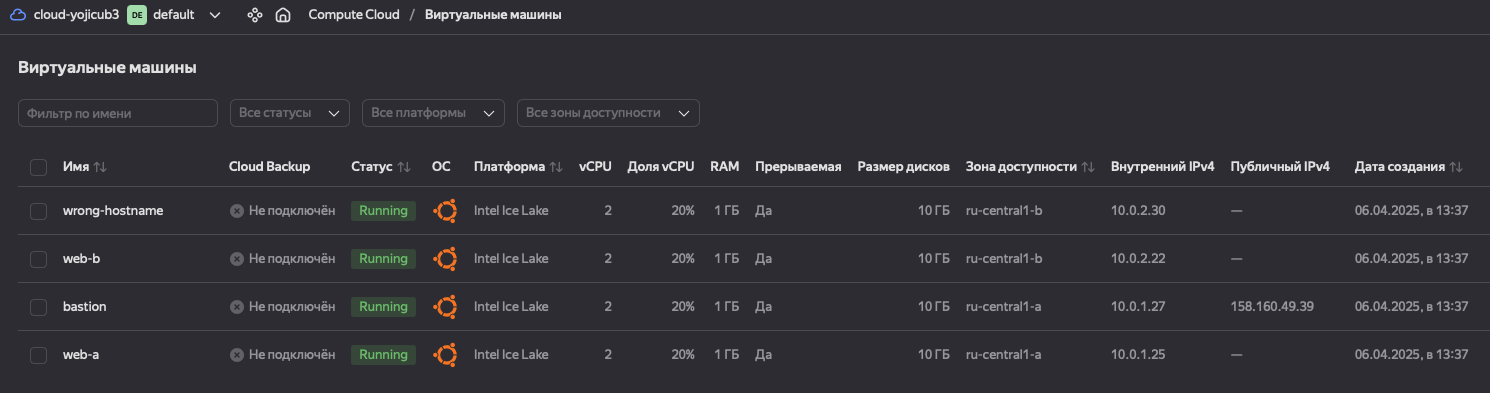 cloud-yojicub3 DE default Compute Cloud / Виртуальные машины
Виртуальные машины
Фильтр по имени Все статусы Все платформы Все зоны доступности
Имя Cloud Backup Статус ОС Платформа vCPU Доля vCPU RAM Прерываемая Размер дисков Зона доступности Внутренний IPv4 Публичный IPv4 Дата создания
wrong-hostname Не подключён Running Intel Ice Lake 2 20% 1 ГБ Да 10 ГБ ru-central1-b 10.0.2.30 — 06.04.2025, в 13:37
web-b Не подключён Running Intel Ice Lake 2 20% 1 ГБ Да 10 ГБ ru-central1-b 10.0.2.22 — 06.04.2025, в 13:37
bastion Не подключён Running Intel Ice Lake 2 20% 1 ГБ Да 10 ГБ ru-central1-a 10.0.1.27 158.160.49.39 06.04.2025, в 13:37
web-a Не подключён Running Intel Ice Lake 2 20% 1 ГБ Да 10 ГБ ru-central1-a 10.0.1.25 — 06.04.2025, в 13:37